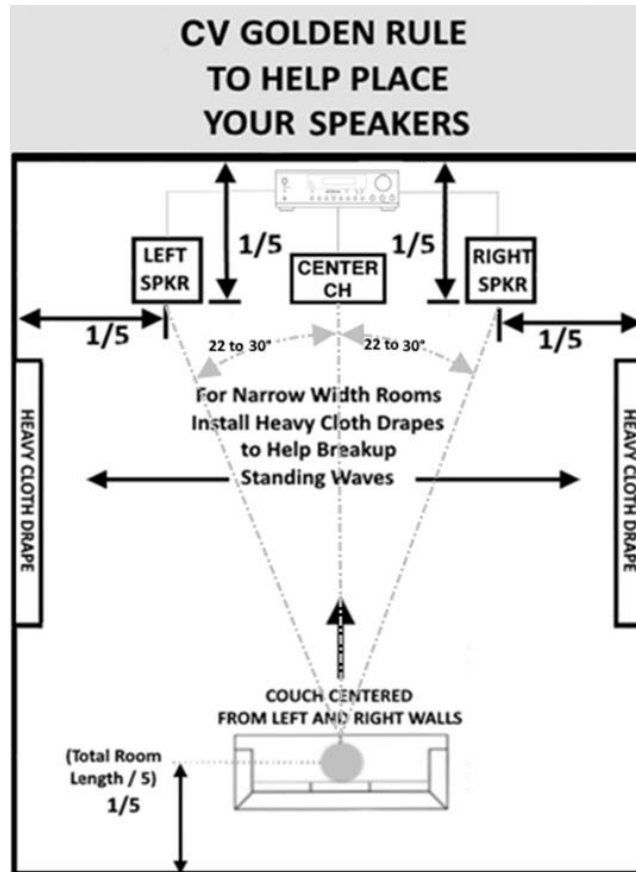 CV GOLDEN RULE
TO HELP PLACE
YOUR SPEAKERS
LEFT
SPKR
1/5
CENTER
CH
1/5
RIGHT
SPKR
1/5
1/5
22 to 30°
22 to 30°
For Narrow Width Rooms
Install Heavy Cloth Drapes
to Help Breakup
Standing Waves
HEAVY CLOTH DRAPE
HEAVY CLOTH DRAPE
COUCH CENTERED
FROM LEFT AND RIGHT WALLS
(Total Room
Length / 5)
1/5